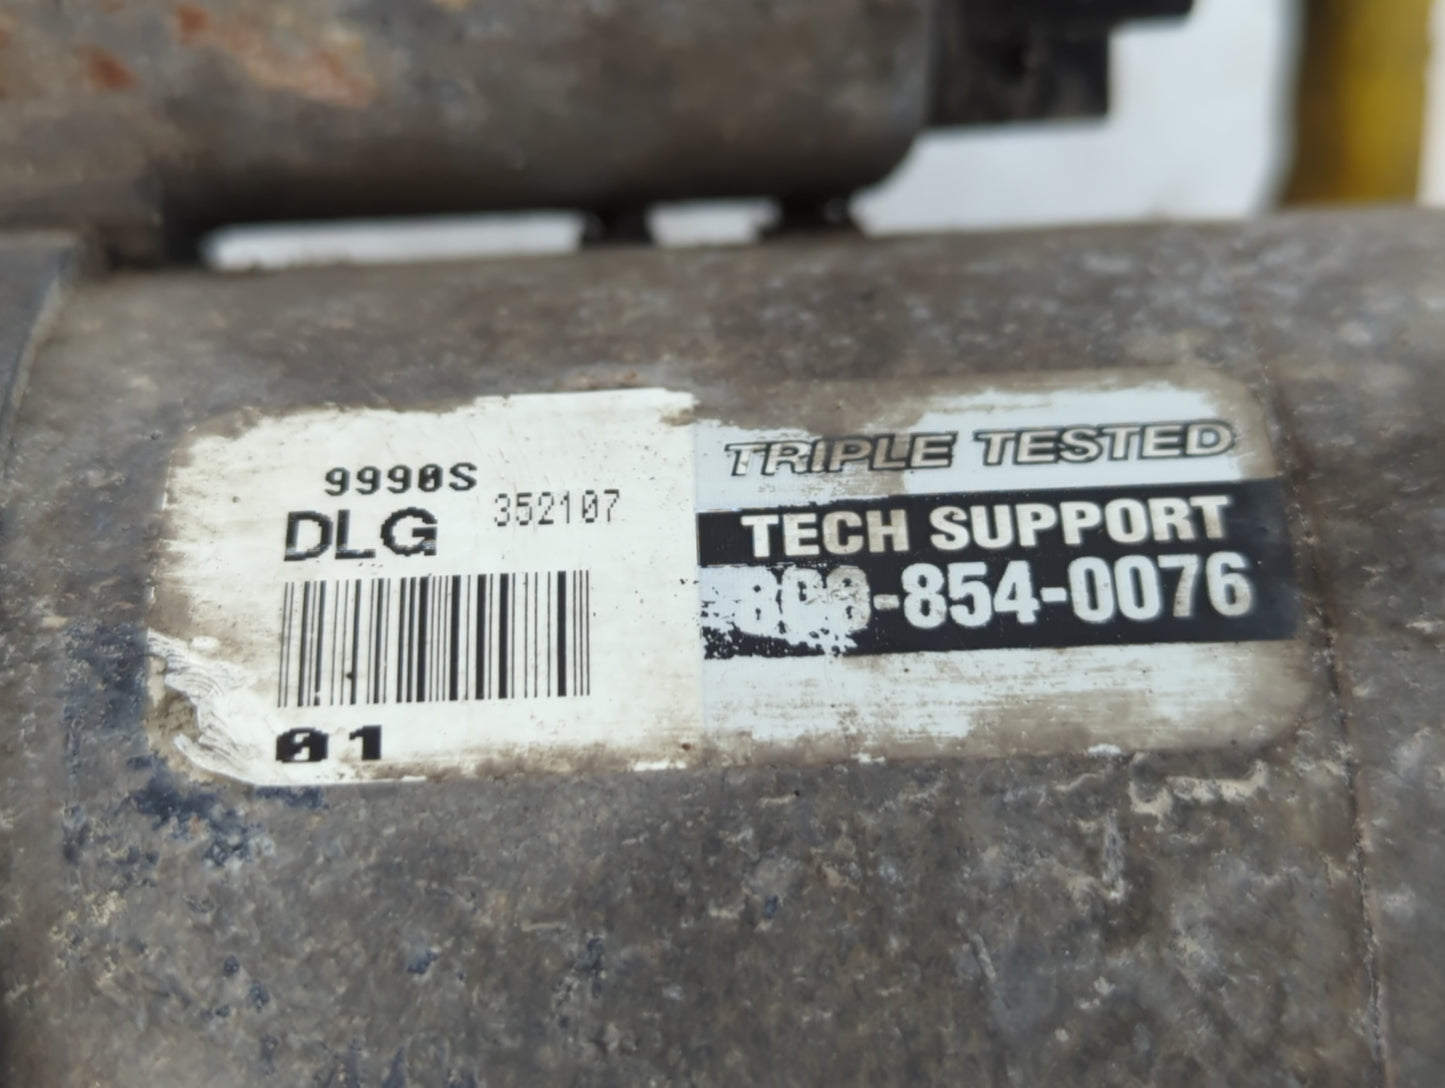 9990S
DLG 352107
01
TRIPLE TESTED
TECH SUPPORT
-854-0076